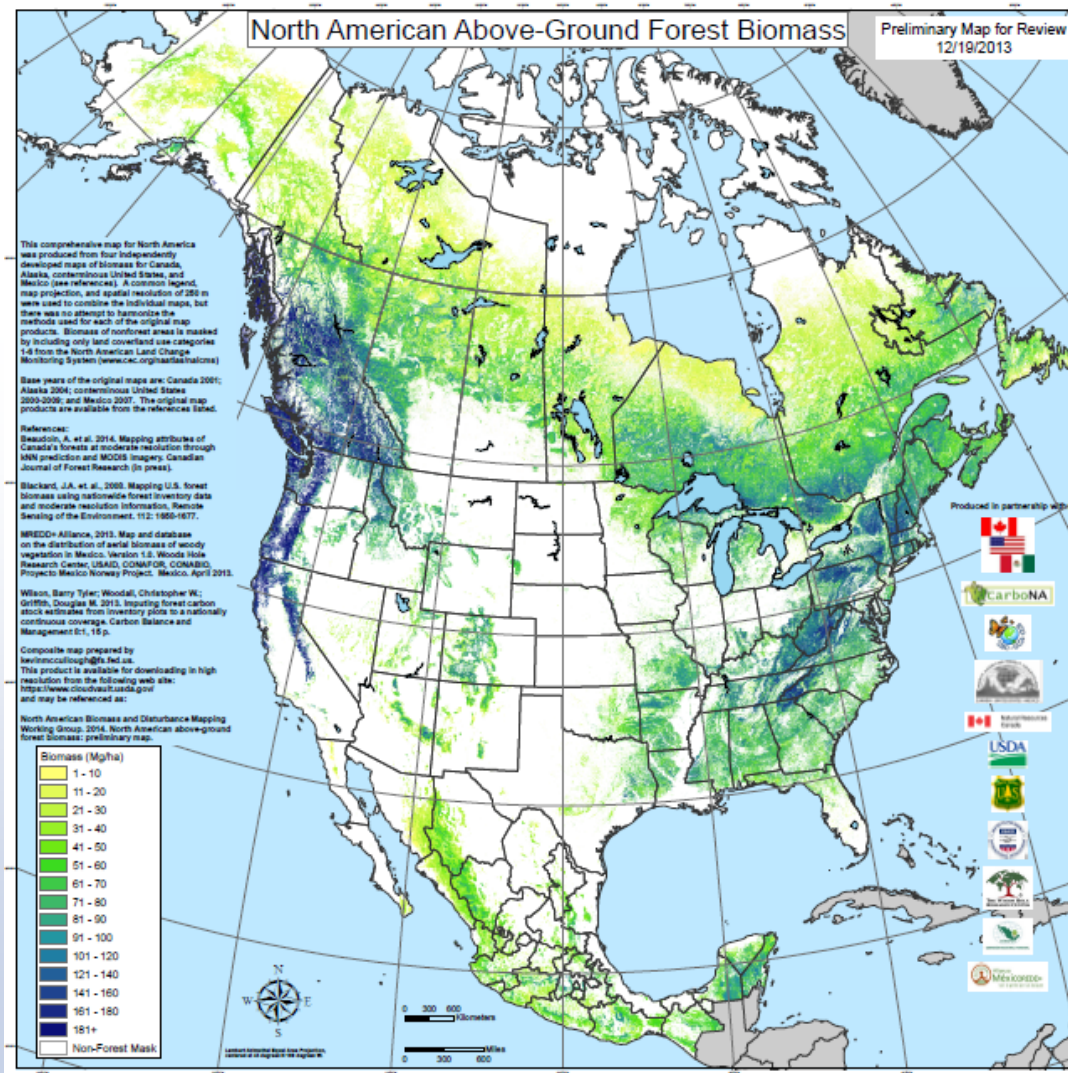 North American Above-Ground Forest Biomass
Preliminary Map for Review
12/19/2013
This comprehensive map for North America
was produced from four independently
developed maps of biomass for Canada,
Alaska, conterminous United States, and
Mexico (see references). A common legend,
map projection, and spatial resolution of 250 m
were used to combine the individual maps, but
there was no attempt to harmonize the
methods used for each of the original map
products. Biomass of nonforest areas is masked
by including only land cover/land use categories
1-6 from the North American Land Change
Monitoring System (www.cec.org/naatlas/nalcms)
Base years of the original maps are: Canada 2001;
Alaska 2004; conterminous United States
2000-2009; and Mexico 2007. The original map
products are available from the references listed.
References:
Beaudoin, A. et al. 2014. Mapping attributes of
Canada's forests at moderate resolution through
kNN prediction and MODIS imagery. Canadian
Journal of Forest Research (in press).
Blackard, J.A. et. al., 2008. Mapping U.S. forest
biomass using nationwide forest inventory data
and moderate resolution information, Remote
Sensing of the Environment. 112: 1658-1677.
MREDD+ Alliance, 2013. Map and database
on the distribution of aerial biomass of woody
vegetation in Mexico. Version 1.0. Woods Hole
Research Center, USAID, CONAFOR, CONABIO,
Proyecto Mexico Norway Project. Mexico. April 2013.
Wilson, Barry Tyler; Woodall, Christopher W.;
Griffith, Douglas M. 2013. Imputing forest carbon
stock estimates from inventory plots to a nationally
continuous coverage. Carbon Balance and
Management 8:1, 15 p.
Composite map prepared by
kevinmccullough@fs.fed.us.
This product is available for downloading in high
resolution from the following web site:
https://www.cloudvault.usda.gov/
and may be referenced as:
North American Biomass and Disturbance Mapping
Working Group. 2014. North American above-ground
forest biomass: preliminary map.
Biomass (Mg/ha)
1 - 10
11 - 20
21 - 30
31 - 40
41 - 50
51 - 60
61 - 70
71 - 80
81 - 90
91 - 100
101 - 120
121 - 140
141 - 160
161 - 180
181+
Non-Forest Mask
N
W E
S
0 300 600
Kilometers
0 300 600
Miles
Produced in partnership with
CarboNA
Natural Resources
Canada
USDA
UAS